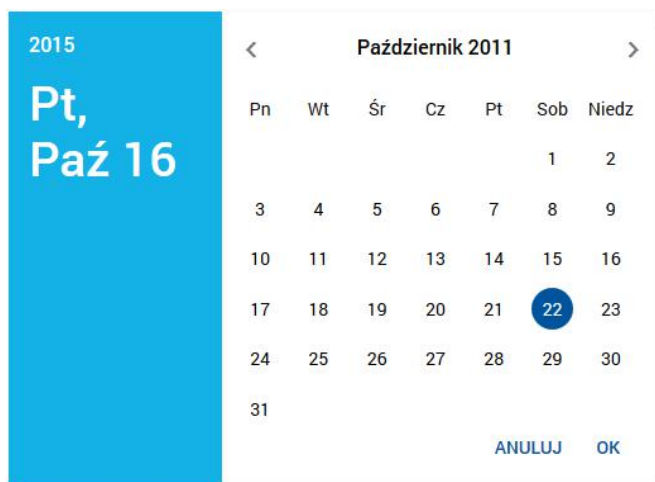 2015
Pt,
Paź 16
Październik 2011
Pn Wt Śr Cz Pt Sob Niedz
1 2
3 4 5 6 7 8 9
10 11 12 13 14 15 16
17 18 19 20 21 22 23
24 25 26 27 28 29 30
31
ANULUJ OK